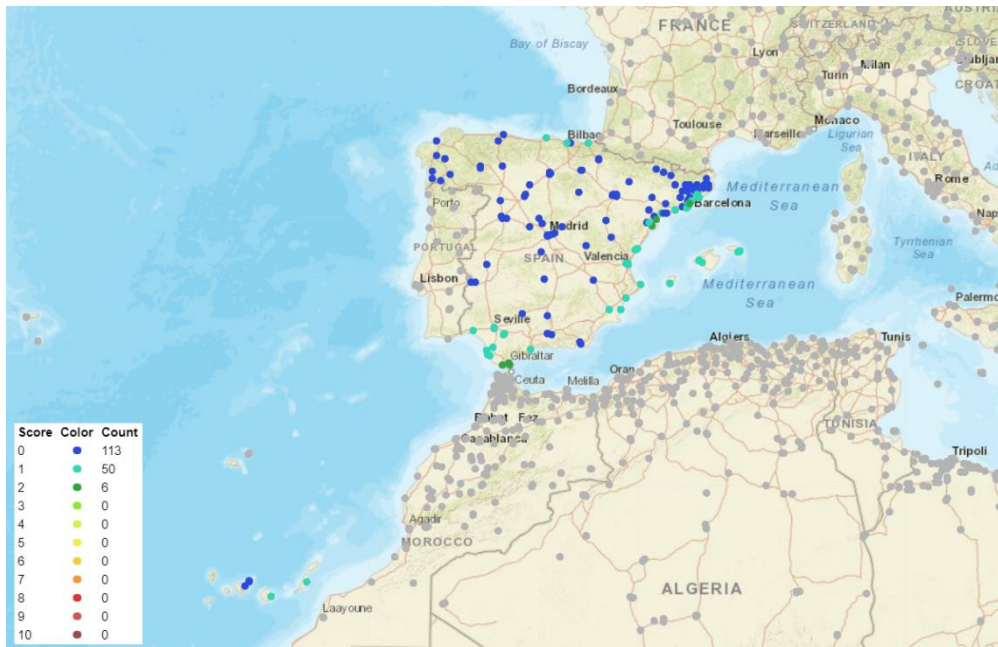 AUSTRI
FRANCE
SWITZERLAND
SLOVE
Bay of Biscay
Lyon
Milan
Turin
CROAT
Bordeaux
Monaco
Toulouse
Marseille
Ligurian
Sea
Bilbao
ITALY
Rome
Mediterranean
Sea
Porto
Barcelona
Madrid
PORTUGAL
SPAIN
Valencia
Tyrrhenian
Sea
Lisbon
Mediterranean
Sea
Palermo
Seville
Algiers
Tunis
Gibraltar
Oran
Ceuta
Melilla
Rabat Fez
TUNISIA
Casablanca
Tripoli
Agadir
MOROCCO
ALGERIA
Laayoune
Score Color Count
0 113
1 50
2 6
3 0
4 0
5 0
6 0
7 0
8 0
9 0
10 0